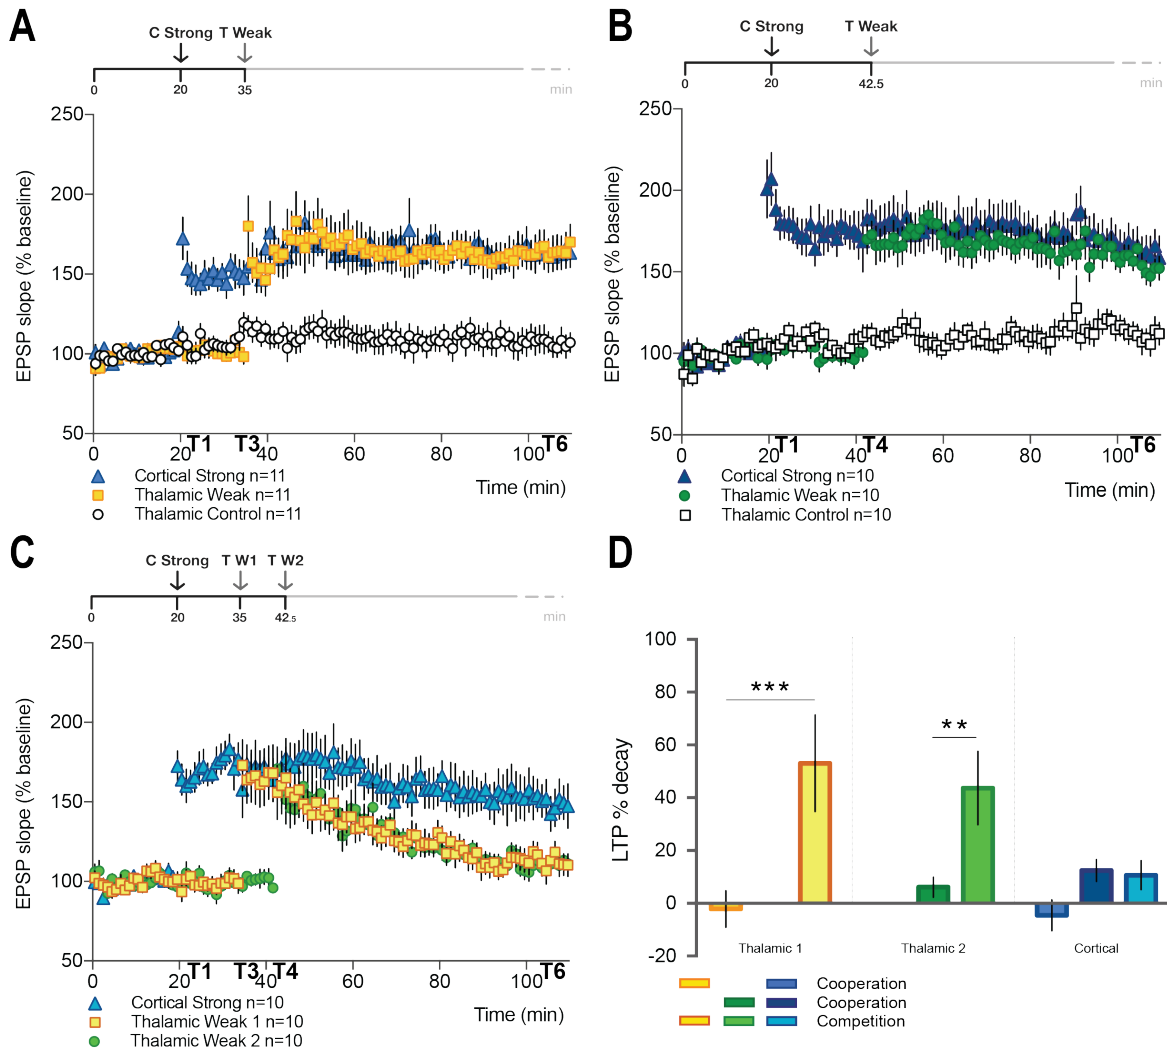 A
C Strong T Weak
0 20 35 min
250
200
150
100
50
EPSP slope (% baseline)
0 20 T1 T3 40 60 80 100 T6
Time (min)
Cortical Strong n=11
Thalamic Weak n=11
Thalamic Control n=11
B
C Strong T Weak
0 20 42.5 min
250
200
150
100
50
EPSP slope (% baseline)
0 20 T1 40 T4 60 80 100 T6
Time (min)
Cortical Strong n=10
Thalamic Weak n=10
Thalamic Control n=10
C
C Strong T W1 T W2
0 20 35 42.5 min
250
200
150
100
50
EPSP slope (% baseline)
0 20 T1 T3 40 T4 60 80 100 T6
Time (min)
Cortical Strong n=10
Thalamic Weak 1 n=10
Thalamic Weak 2 n=10
D
100
80
60
40
20
0
-20
LTP % decay
*** **
Thalamic 1 Thalamic 2 Cortical
Cooperation
Cooperation
Competition